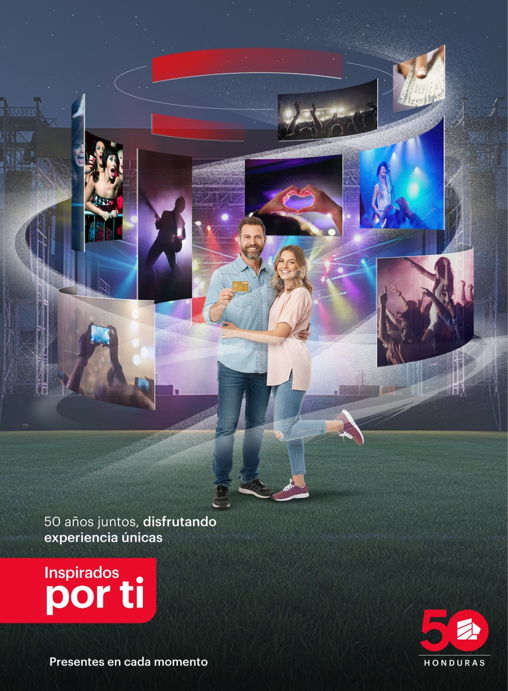 50 años juntos, disfrutando
experiencia únicas
Inspirados
por ti
50
HONDURAS
Presentes en cada momento